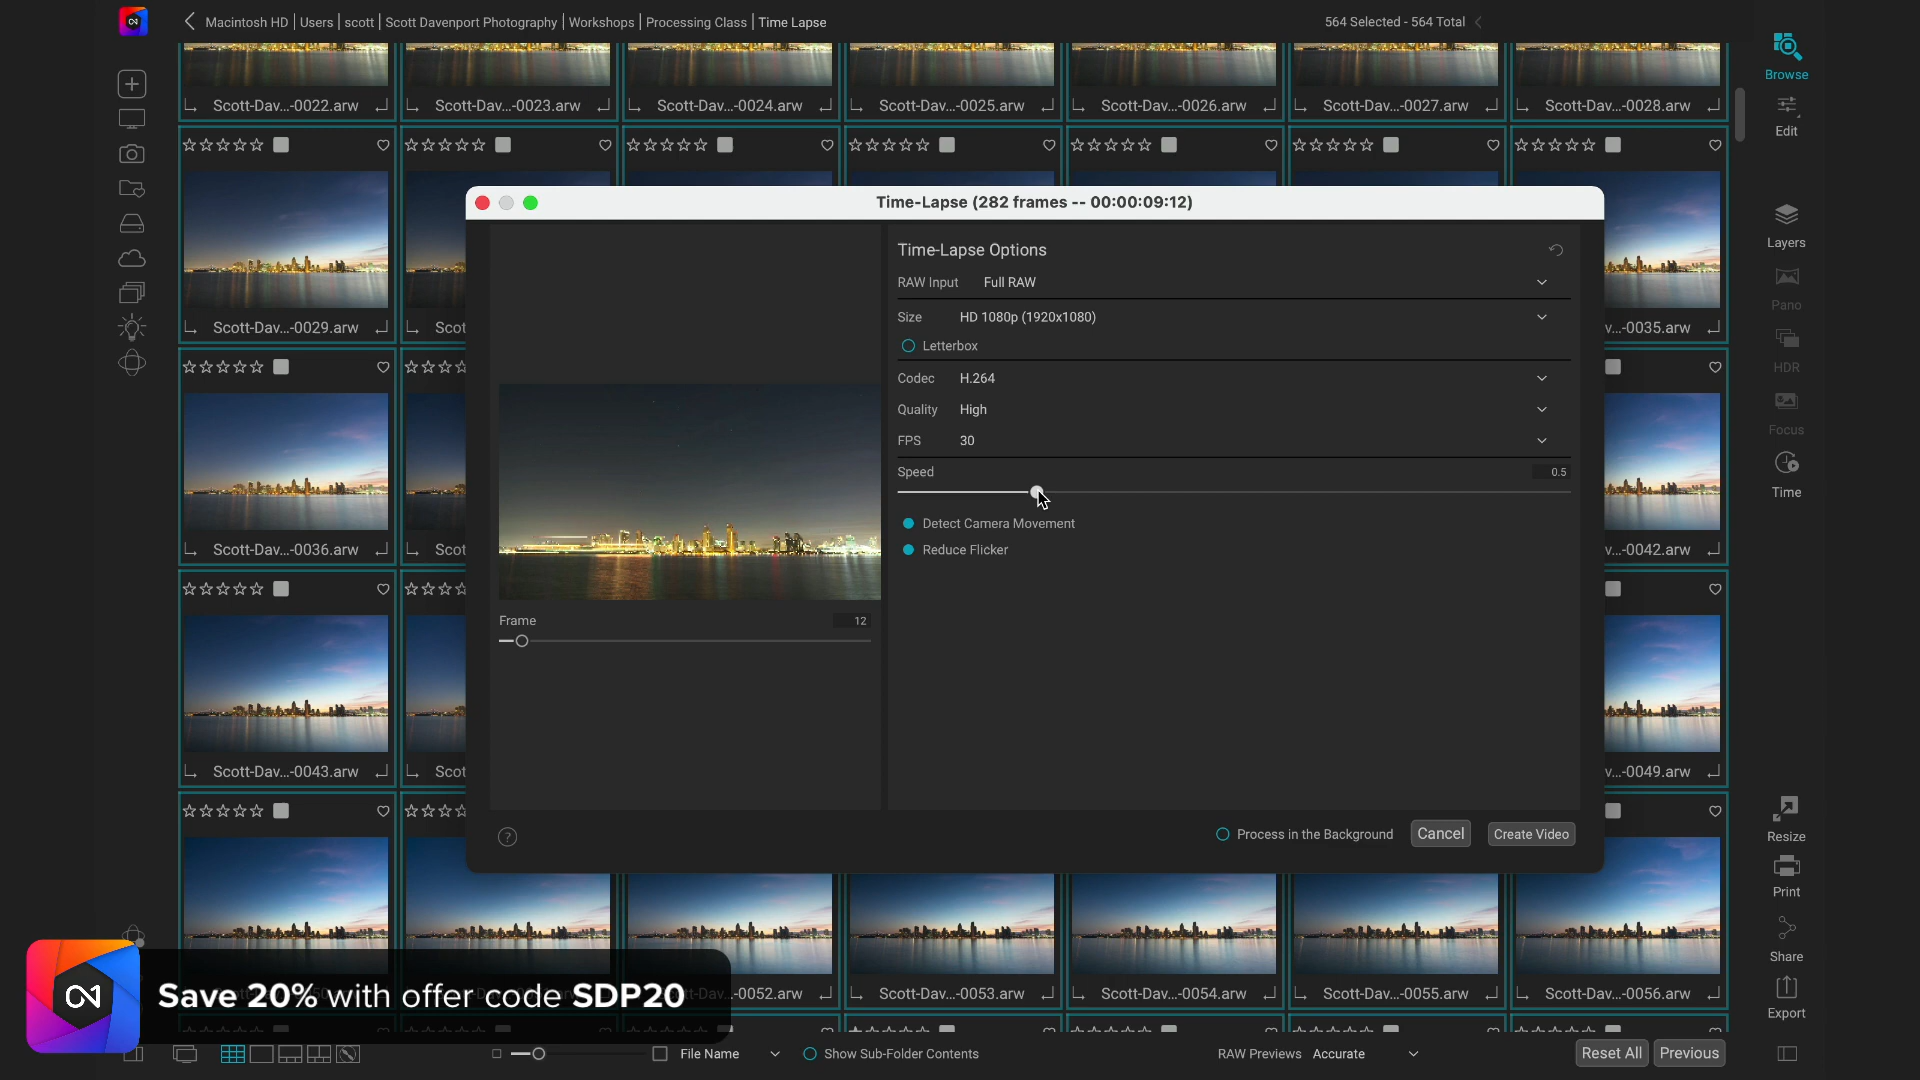 Macintosh HD | Users | scott | Scott Davenport Photography | Workshops | Processing Class | Time Lapse
564 Selected - 564 Total
Scott-Dav...-0022.arw
Scott-Dav...-0023.arw
Scott-Dav...-0024.arw
Scott-Dav...-0025.arw
Scott-Dav...-0026.arw
Scott-Dav...-0027.arw
Scott-Dav...-0028.arw
Browse
Edit
Layers
Pano
HDR
Focus
Time
Resize
Print
Share
Export
Time-Lapse (282 frames -- 00:00:09:12)
Time-Lapse Options
RAW Input Full RAW
Size HD 1080p (1920x1080)
Letterbox
Codec H.264
Quality High
FPS 30
Speed 0.5
Detect Camera Movement
Reduce Flicker
Frame 12
? Process in the Background Cancel Create Video
Scott-Dav...-0029.arw
Scot
v...-0035.arw
Scott-Dav...-0036.arw
Scot
v...-0042.arw
Scott-Dav...-0043.arw
Scot
v...-0049.arw
Save 20% with offer code SDP20
-0052.arw
Scott-Dav...-0053.arw
Scott-Dav...-0054.arw
Scott-Dav...-0055.arw
Scott-Dav...-0056.arw
File Name
Show Sub-Folder Contents
RAW Previews Accurate
Reset All Previous